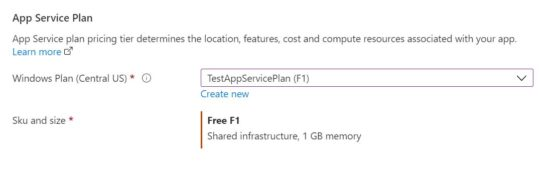 App Service Plan
App Service Plan pricing tier determines the location, features, cost and compute resources associated with your app.
Learn more
Windows Plan (Central US) *
TestAppServicePlan (F1)
Create new
Sku and size *
Free F1
Shared infrastructure, 1 GB memory